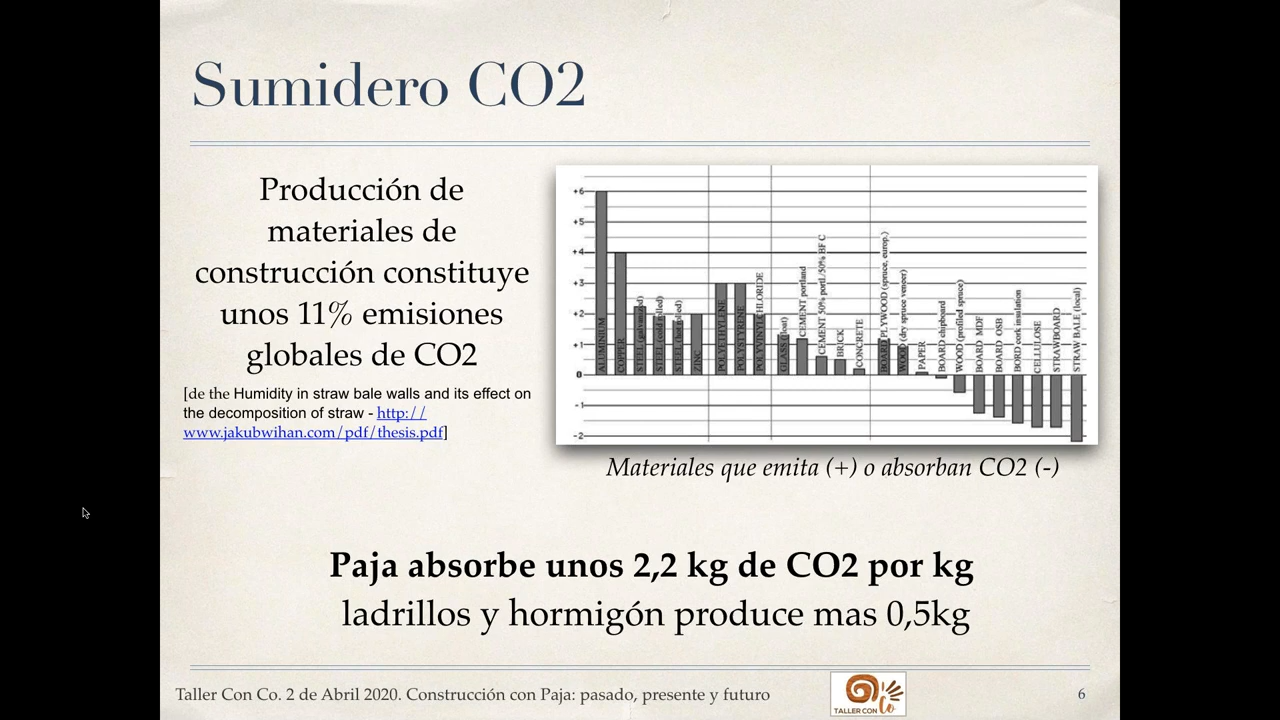 Sumidero CO2
Producción de
materiales de
construcción constituye
unos 11% emisiones
globales de CO2
[de the Humidity in straw bale walls and its effect on
the decomposition of straw - http://
www.jakubwihan.com/pdf/thesis.pdf]
+6
+5
+4
+3
+2
+1
0
-1
-2
ALUMINIUM
COPPER
STEEL (galvanized)
STEEL (cold rolled)
STEEL (hot rolled)
ZINC
POLYETHYLENE
POLYSTYRENE
POLYVINYLCHLORIDE
GLASS (float)
CEMENT portland
CEMENT 50% portl./50% BF C
BRICK
CONCRETE
BOARD PLYWOOD (spruce, europ.)
WOOD (dry spruce veneer)
PAPER
BOARD chipboard
WOOD (profiled spruce)
BOARD MDF
BOARD OSB
BORD cork insulation
CELLULOSE
STRAWBOARD
STRAW BALE (local)
Materiales que emita (+) o absorban CO2 (-)
Paja absorbe unos 2,2 kg de CO2 por kg
ladrillos y hormigón produce mas 0,5kg
Taller Con Co. 2 de Abril 2020. Construcción con Paja: pasado, presente y futuro
TALLER CON Co
6